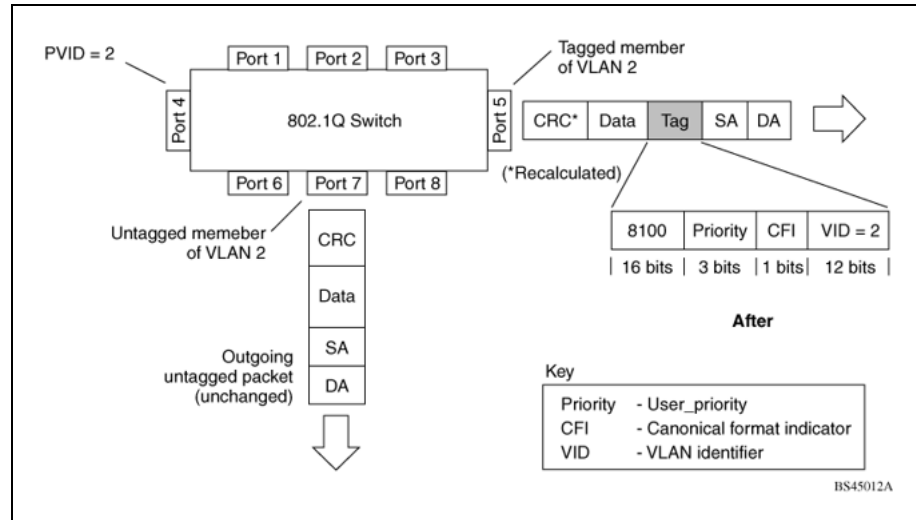 PVID = 2
Port 1
Port 2
Port 3
Tagged member
of VLAN 2
Port 4
802.1Q Switch
Port 5
CRC*
Data
Tag
SA
DA
(*Recalculated)
Port 6
Port 7
Port 8
Untagged memeber
of VLAN 2
CRC
Data
SA
DA
8100
Priority
CFI
VID = 2
| 16 bits | 3 bits | 1 bits | 12 bits |
After
Outgoing
untagged packet
(unchanged)
Key
Priority - User_priority
CFI - Canonical format indicator
VID - VLAN identifier
BS45012A